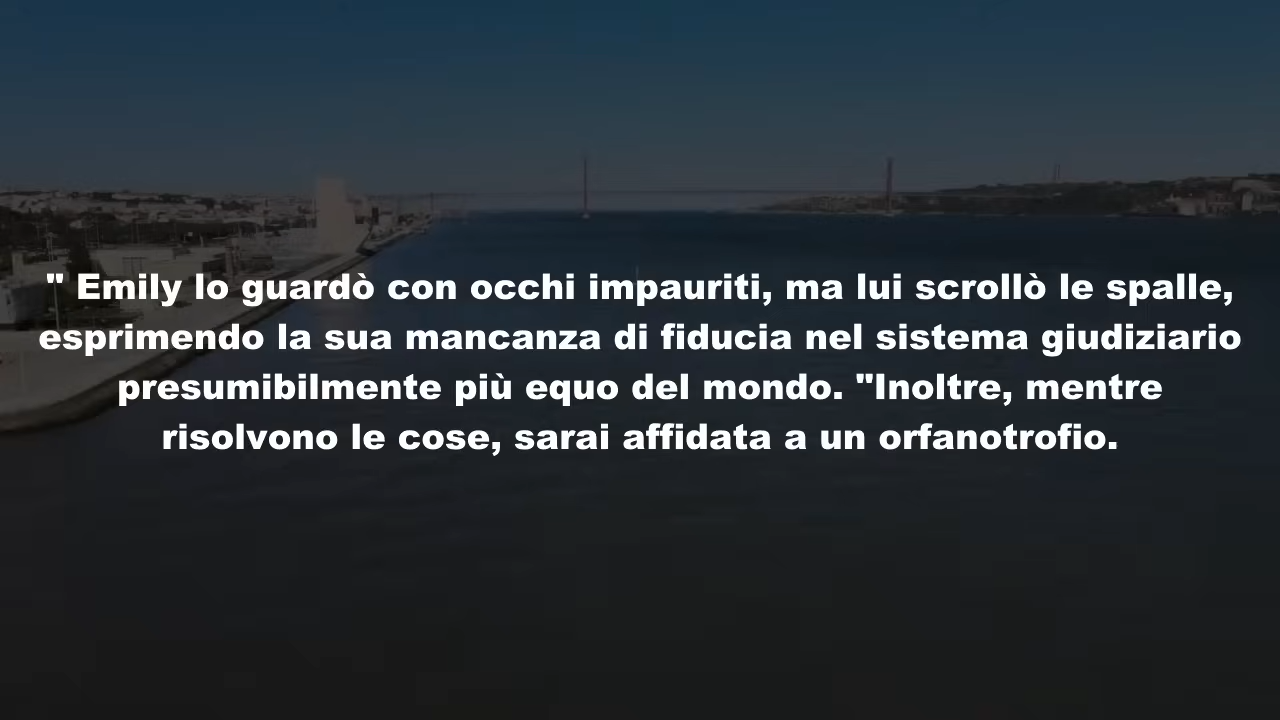 " Emily lo guardò con occhi impauriti, ma lui scrollò le spalle,
esprimendo la sua mancanza di fiducia nel sistema giudiziario
presumibilmente più equo del mondo. "Inoltre, mentre
risolvono le cose, sarai affidata a un orfanotrofio.